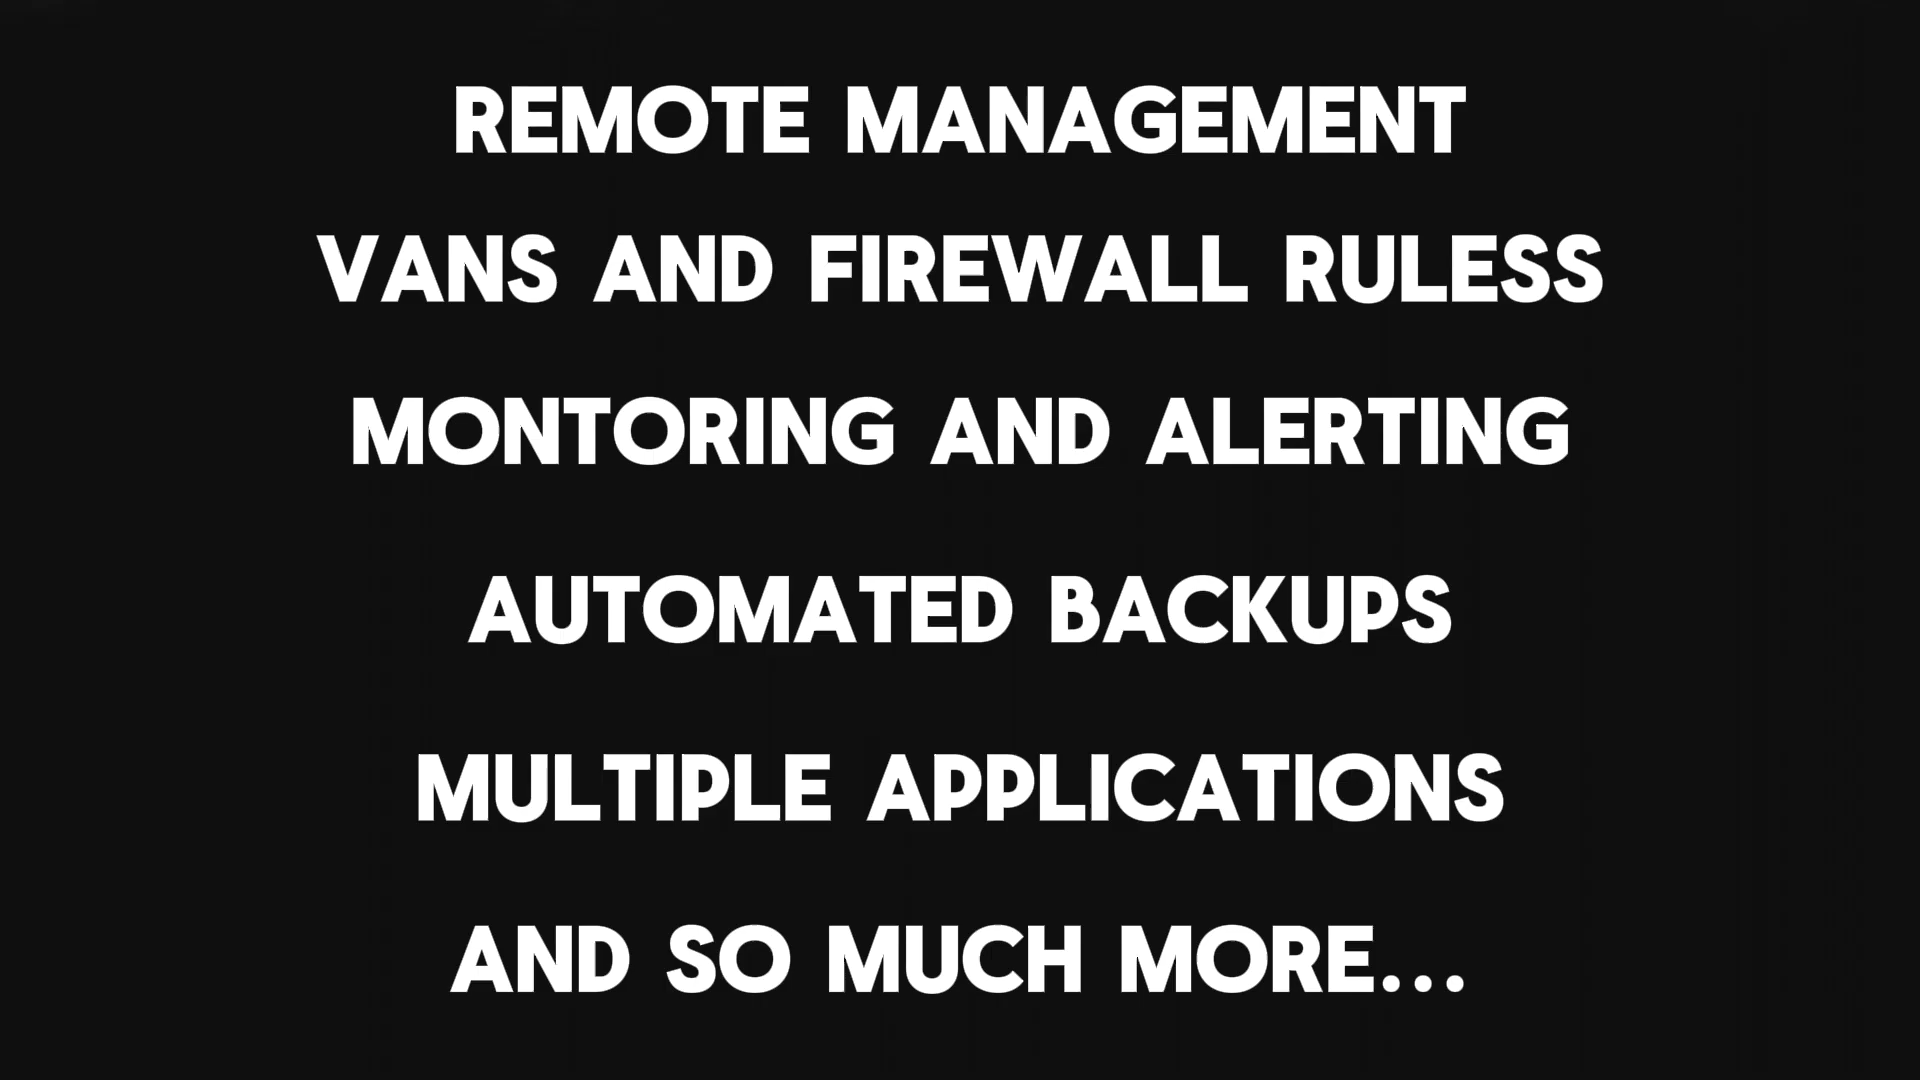 REMOTE MANAGEMENT
VANS AND FIREWALL RULESS
MONTORING AND ALERTING
AUTOMATED BACKUPS
MULTIPLE APPLICATIONS
AND SO MUCH MORE...